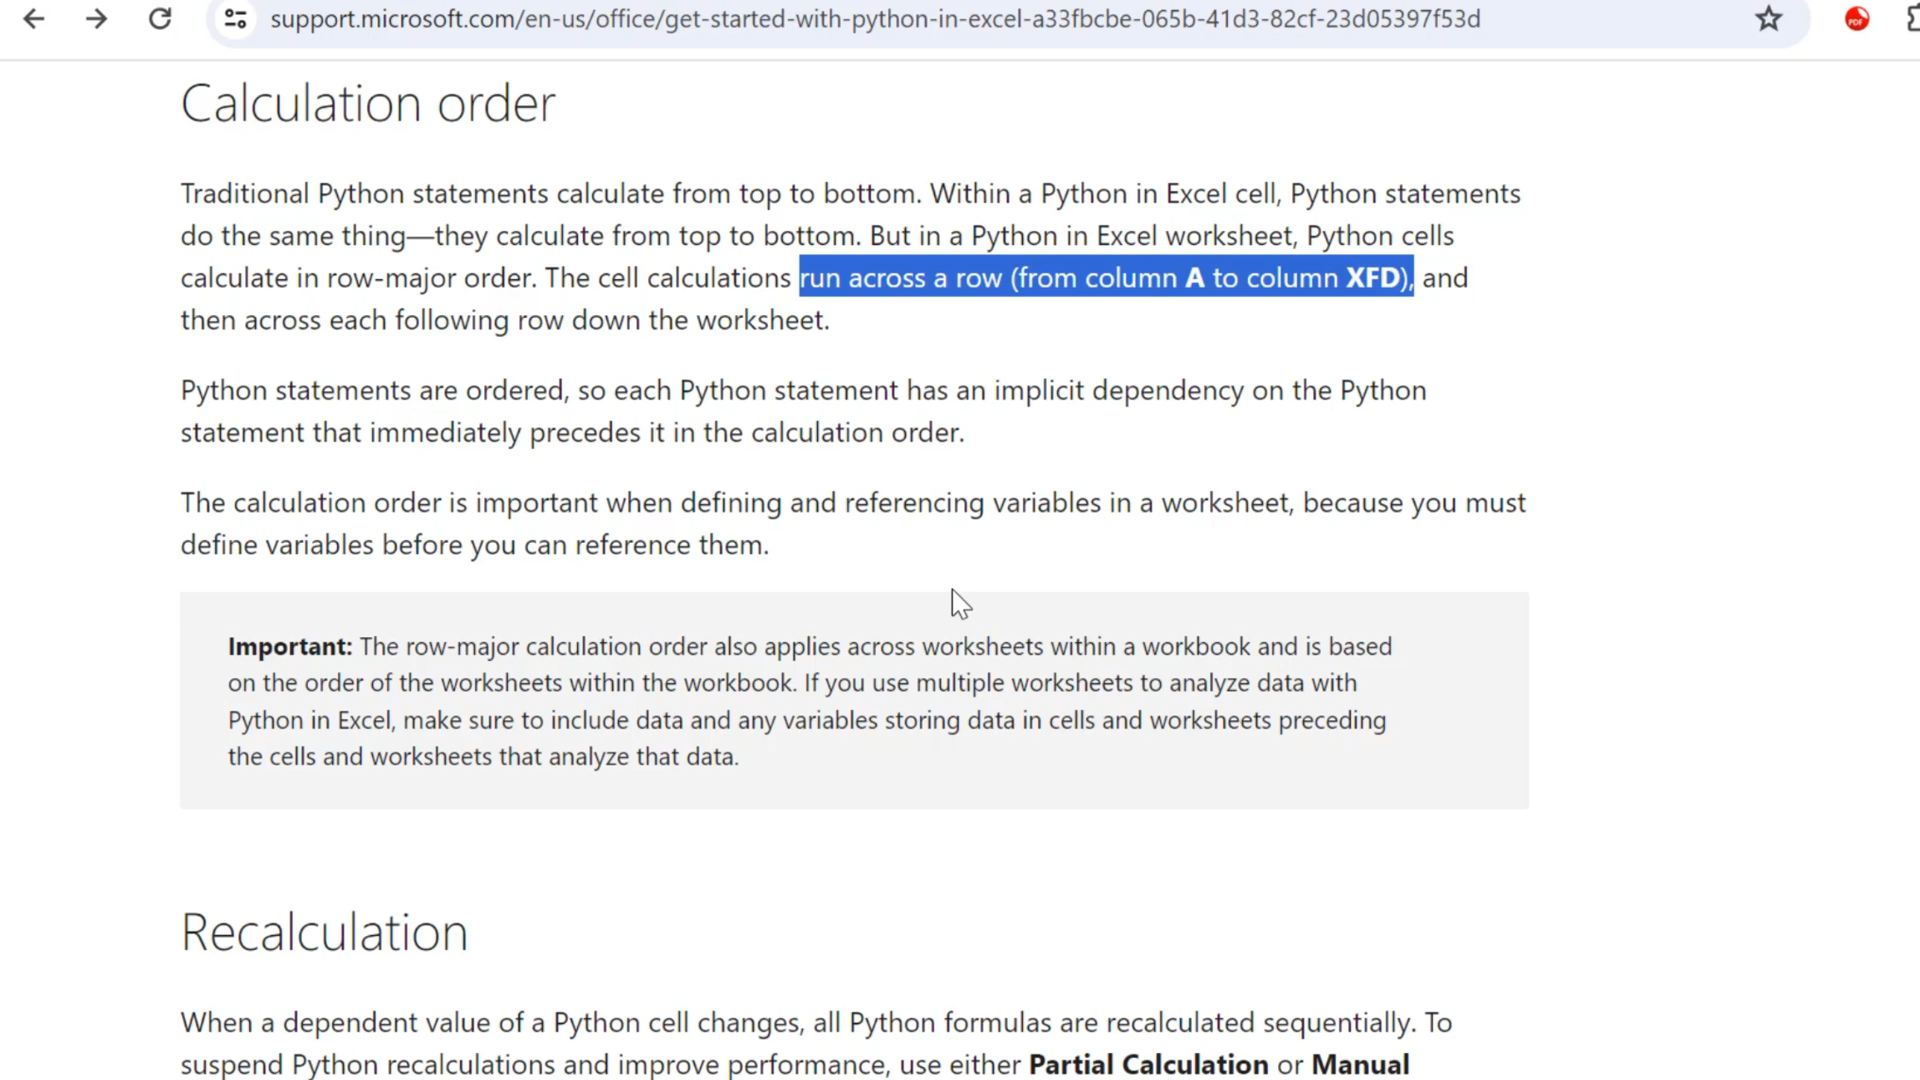 support.microsoft.com/en-us/office/get-started-with-python-in-excel-a33fbcbe-065b-41d3-82cf-23d05397f53d
PDF
Calculation order
Traditional Python statements calculate from top to bottom. Within a Python in Excel cell, Python statements
do the same thing—they calculate from top to bottom. But in a Python in Excel worksheet, Python cells
calculate in row-major order. The cell calculations run across a row (from column A to column XFD), and
then across each following row down the worksheet.
Python statements are ordered, so each Python statement has an implicit dependency on the Python
statement that immediately precedes it in the calculation order.
The calculation order is important when defining and referencing variables in a worksheet, because you must
define variables before you can reference them.
Important: The row-major calculation order also applies across worksheets within a workbook and is based
on the order of the worksheets within the workbook. If you use multiple worksheets to analyze data with
Python in Excel, make sure to include data and any variables storing data in cells and worksheets preceding
the cells and worksheets that analyze that data.
Recalculation
When a dependent value of a Python cell changes, all Python formulas are recalculated sequentially. To
suspend Python recalculations and improve performance, use either Partial Calculation or Manual